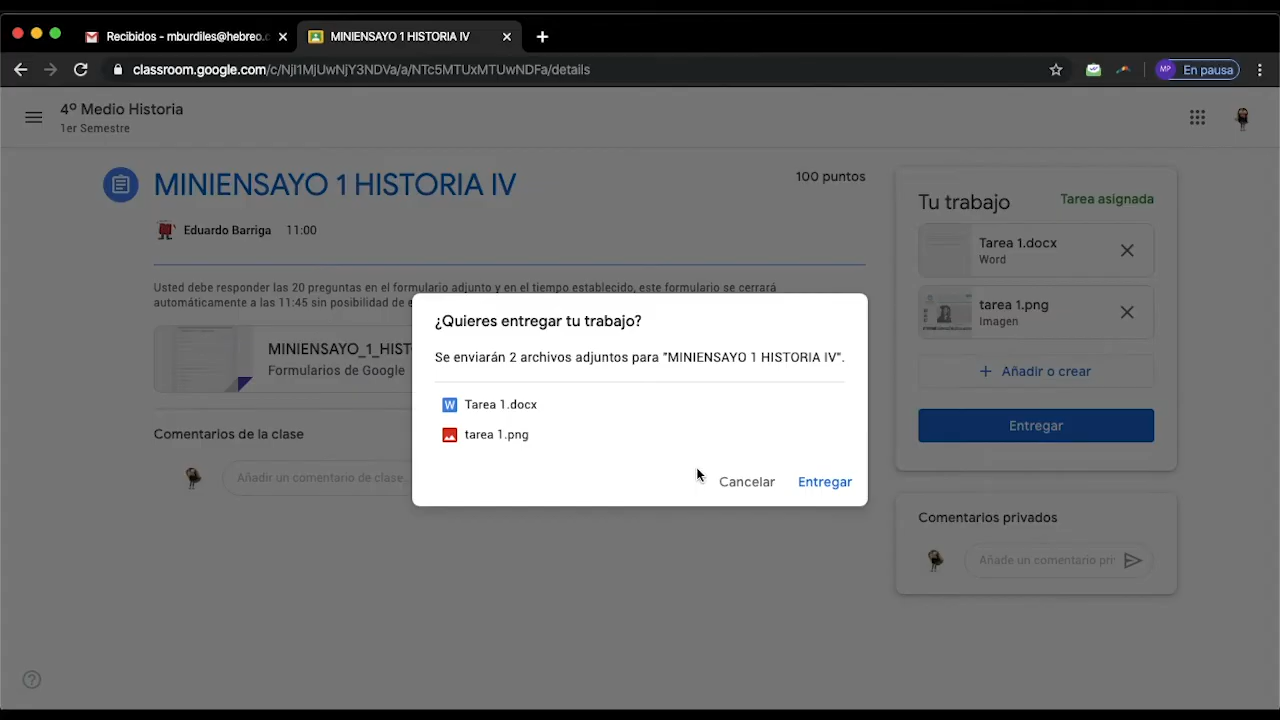 Recibidos - mburdiles@hebreo.c
MINIENSAYO 1 HISTORIA IV
classroom.google.com/c/NjI1MjUwNjY3NDVa/a/NTc5MTUxMTUwNDFa/details
MP
En pausa
4º Medio Historia
1er Semestre
MINIENSAYO 1 HISTORIA IV
100 puntos
Eduardo Barriga
11:00
Usted debe responder las 20 preguntas en el formulario adjunto y en el tiempo establecido, este formulario se cerrará
automáticamente a las 11:45 sin posibilidad de
MINIENSAYO_1_HIST
Formularios de Google
Comentarios de la clase
Añadir un comentario de clase
¿Quieres entregar tu trabajo?
Se enviarán 2 archivos adjuntos para "MINIENSAYO 1 HISTORIA IV".
W
Tarea 1.docx
tarea 1.png
Cancelar
Entregar
Tu trabajo
Tarea asignada
Tarea 1.docx
Word
tarea 1.png
Imagen
+ Añadir o crear
Entregar
Comentarios privados
Añade un comentario pri